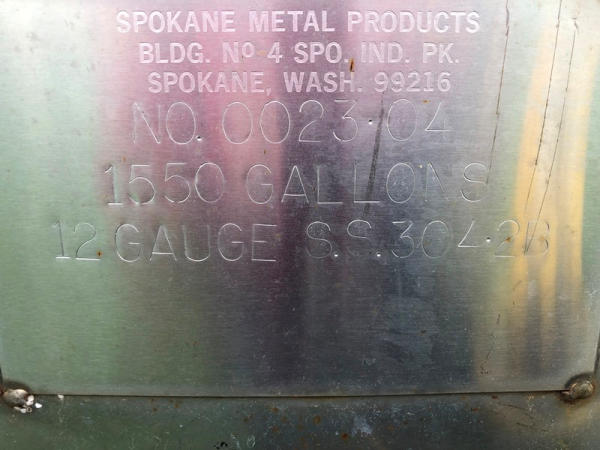 SPOKANE METAL PRODUCTS
BLDG. Nº 4 SPO. IND. PK.
SPOKANE, WASH. 99216
NO. 0023-04
1550 GALLONS
12 GAUGE S.S. 304-2B